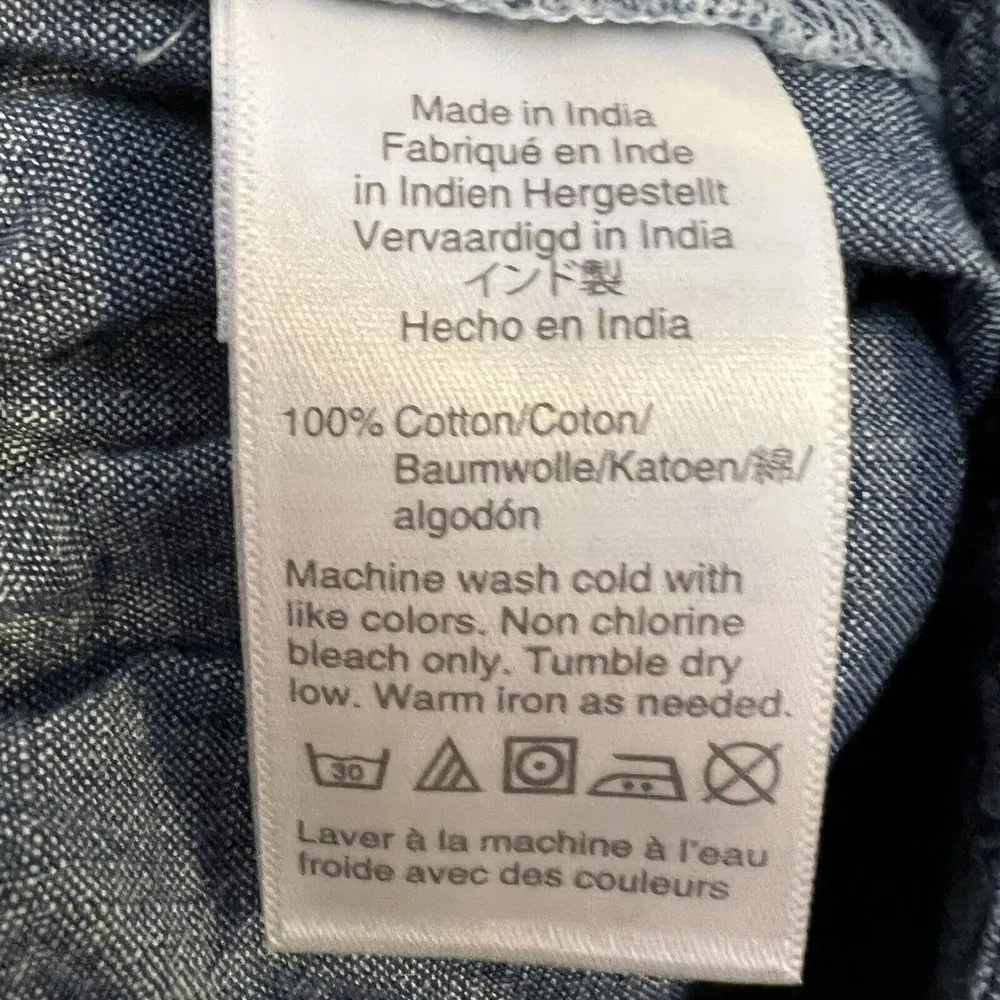 Made in India
Fabriqué en Inde
in Indien Hergestellt
Vervaardigd in India
インド製
Hecho en India
100% Cotton/Coton/
Baumwolle/Katoen/綿/
algodón
Machine wash cold with
like colors. Non chlorine
bleach only. Tumble dry
low. Warm iron as needed.
30
Laver à la machine à l'eau
froide avec des couleurs